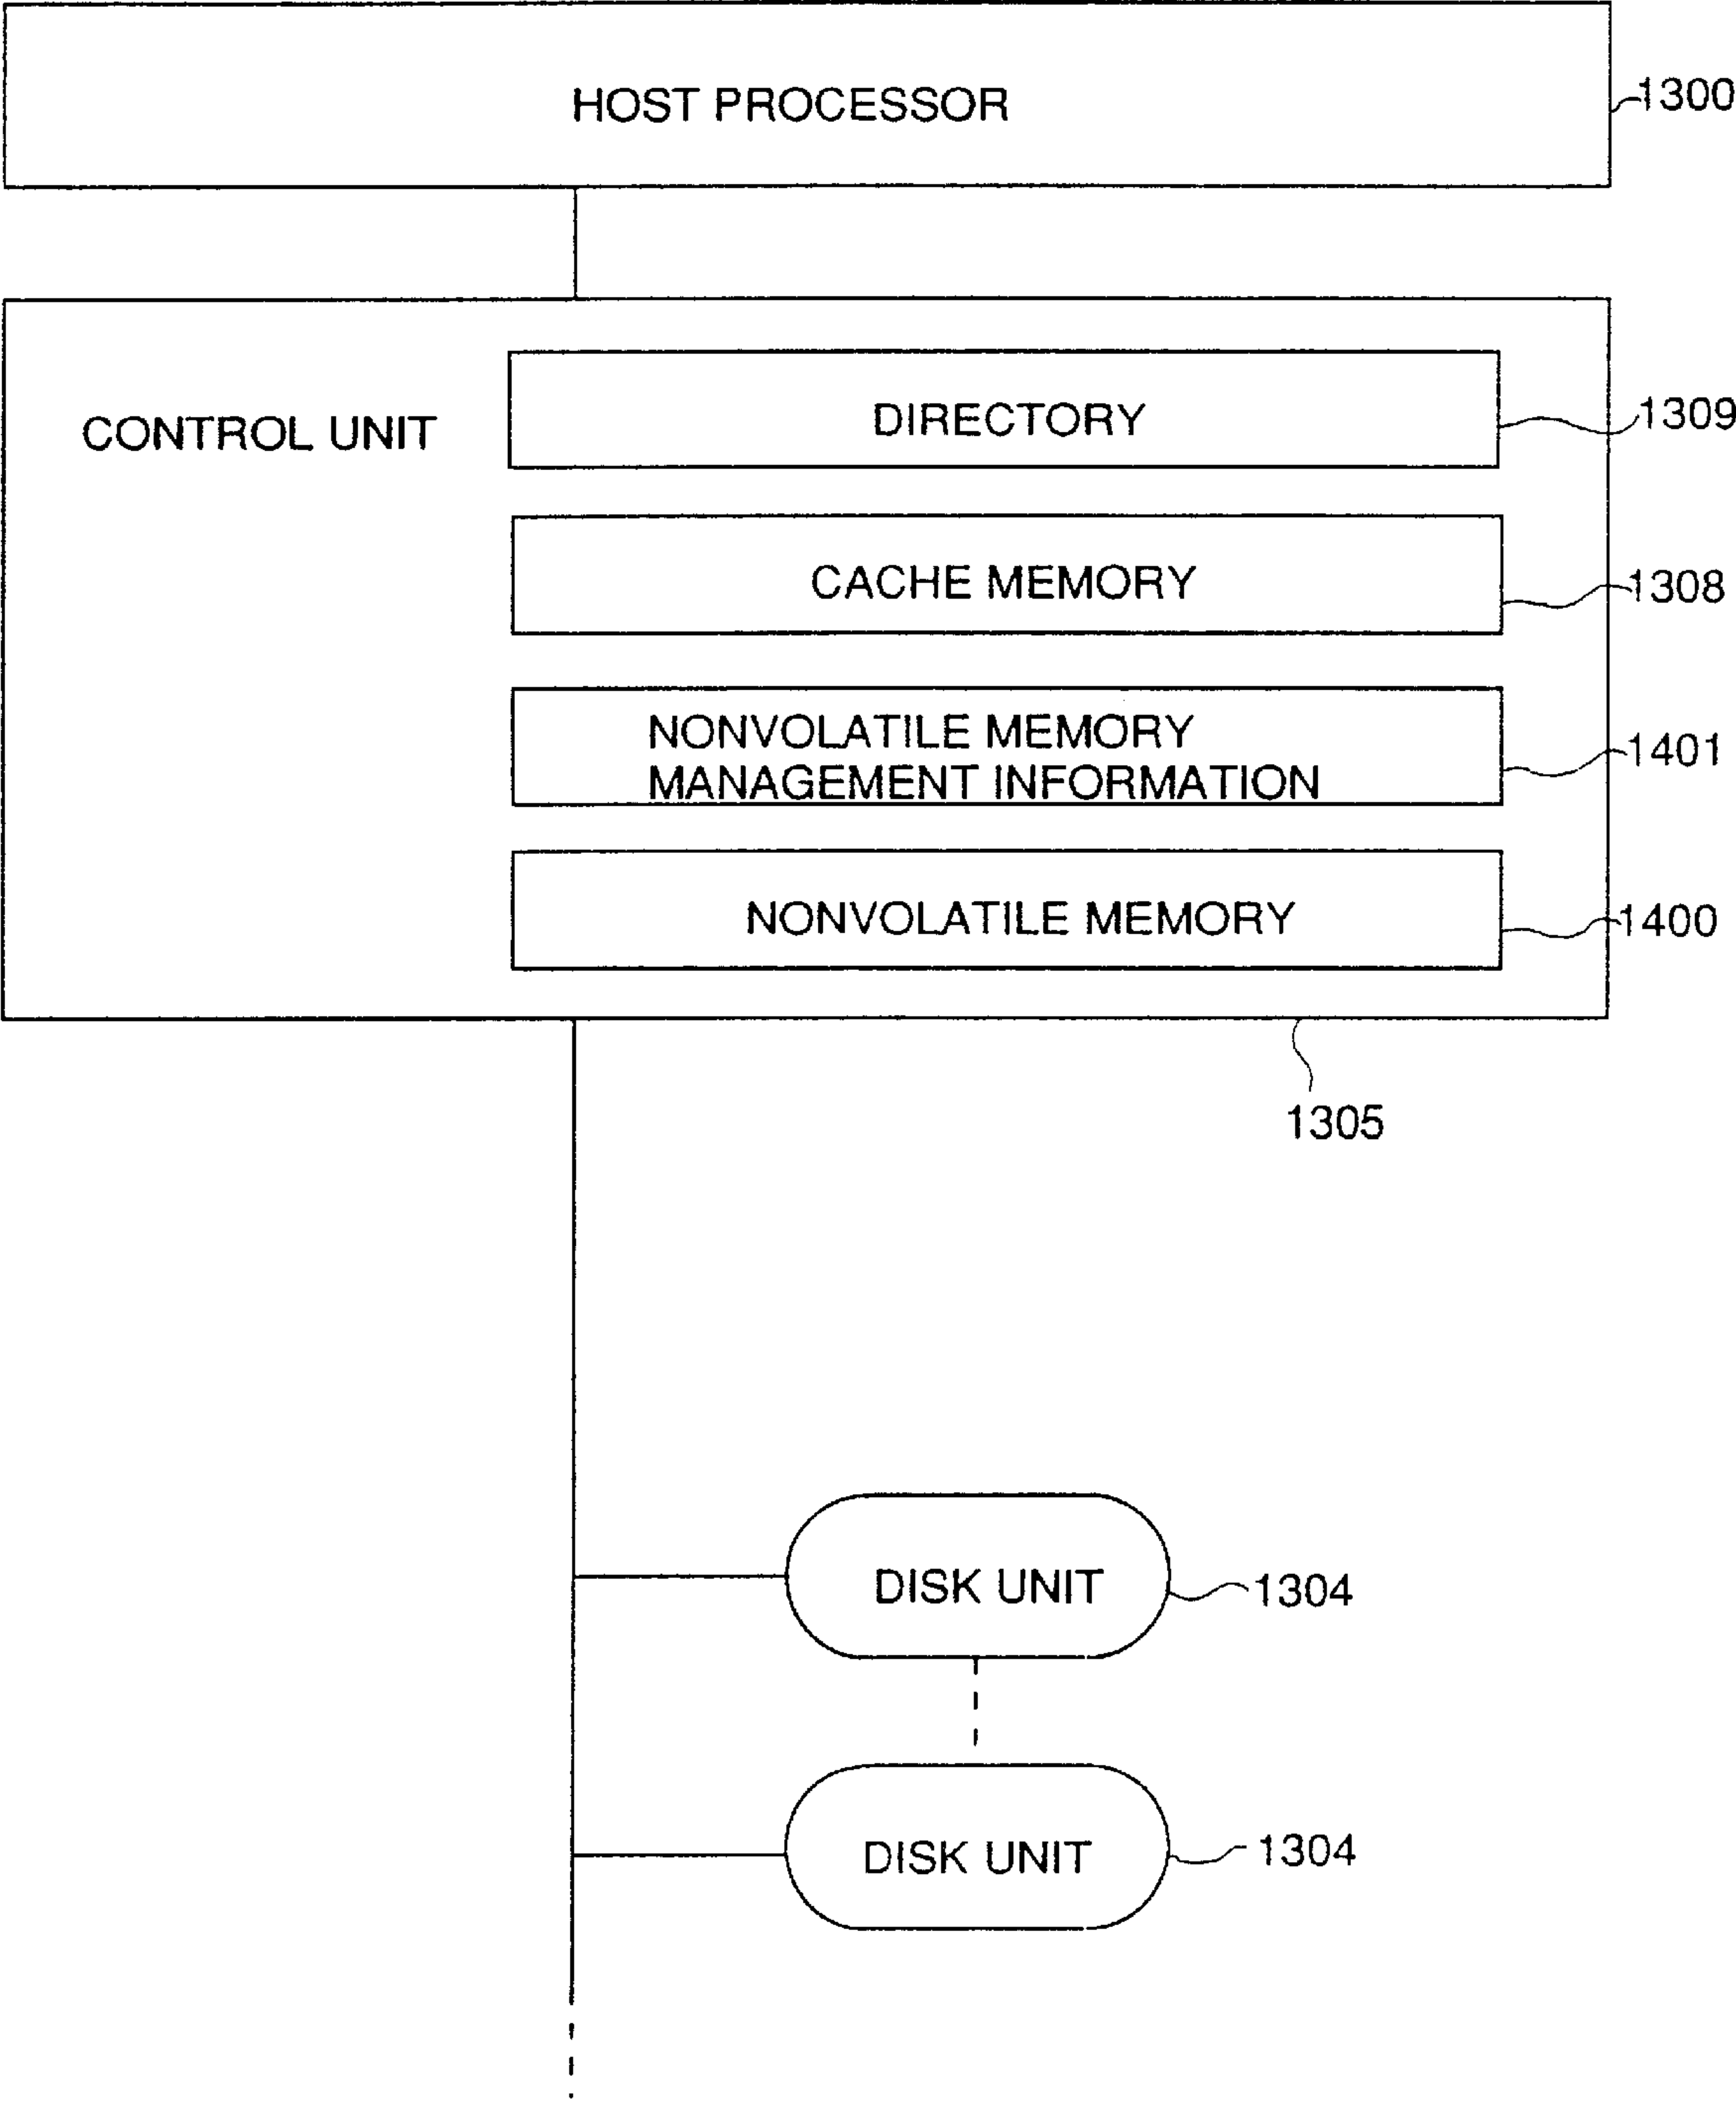 HOST PROCESSOR
1300
CONTROL UNIT
DIRECTORY
1309
CACHE MEMORY
1308
NONVOLATILE MEMORY
MANAGEMENT INFORMATION
1401
NONVOLATILE MEMORY
1400
1305
DISK UNIT
1304
DISK UNIT
1304